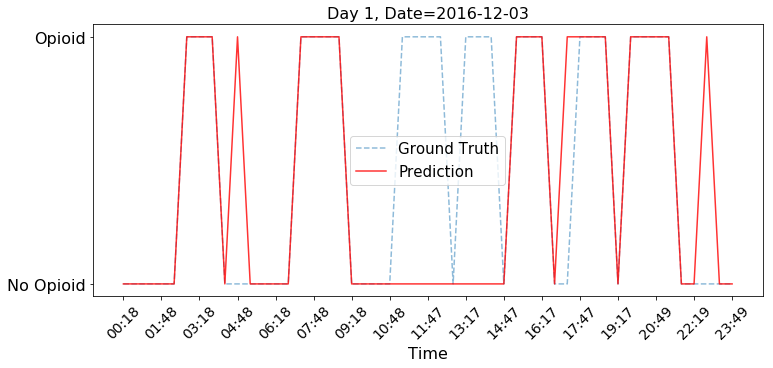 Day 1, Date=2016-12-03
Opioid
No Opioid
Ground Truth
Prediction
00:18
01:48
03:18
04:48
06:18
07:48
09:18
10:48
11:47
13:17
14:47
16:17
17:47
19:17
20:49
22:19
23:49
Time